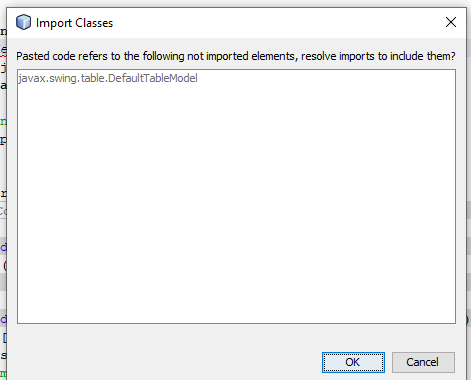 Import Classes
Pasted code refers to the following not imported elements, resolve imports to include them?
javax.swing.table.DefaultTableModel
OK
Cancel